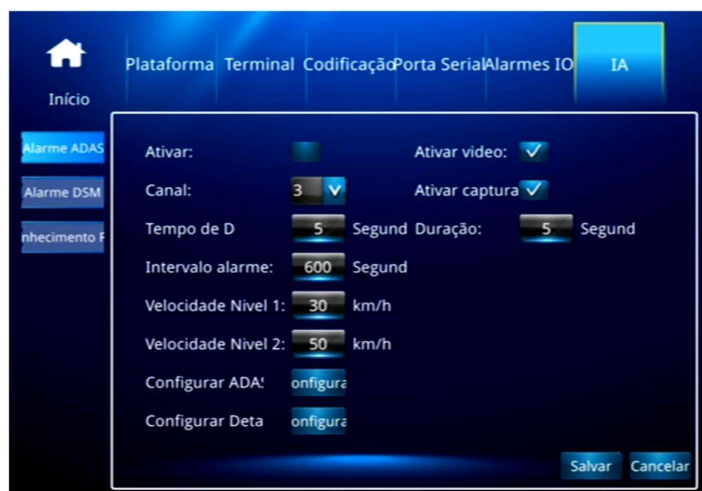 Início
Plataforma Terminal Codificação Porta Serial Alarmes IO IA
Alarme ADAS
Alarme DSM
nhecimento F
Ativar: Ativar video:
Canal: 3 Ativar captura
Tempo de D 5 Segund Duração: 5 Segund
Intervalo alarme: 600 Segund
Velocidade Nivel 1: 30 km/h
Velocidade Nivel 2: 50 km/h
Configurar ADAS onfigura
Configurar Deta onfigura
Salvar Cancelar